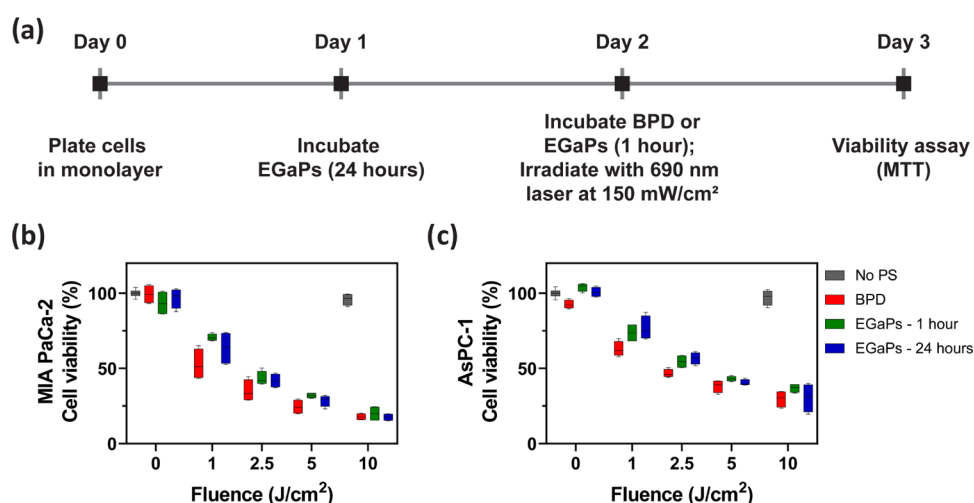 (a)
Day 0
Day 1
Day 2
Day 3
Plate cells
in monolayer
Incubate
EGaPs (24 hours)
Incubate BPD or
EGaPs (1 hour);
Irradiate with 690 nm
laser at 150 mW/cm²
Viability assay
(MTT)
(b)
MIA PaCa-2
Cell viability (%)
100
50
0
0
1
2.5
5
10
Fluence (J/cm²)
(c)
AsPC-1
Cell viability (%)
100
50
0
0
1
2.5
5
10
Fluence (J/cm²)
No PS
BPD
EGaPs - 1 hour
EGaPs - 24 hours